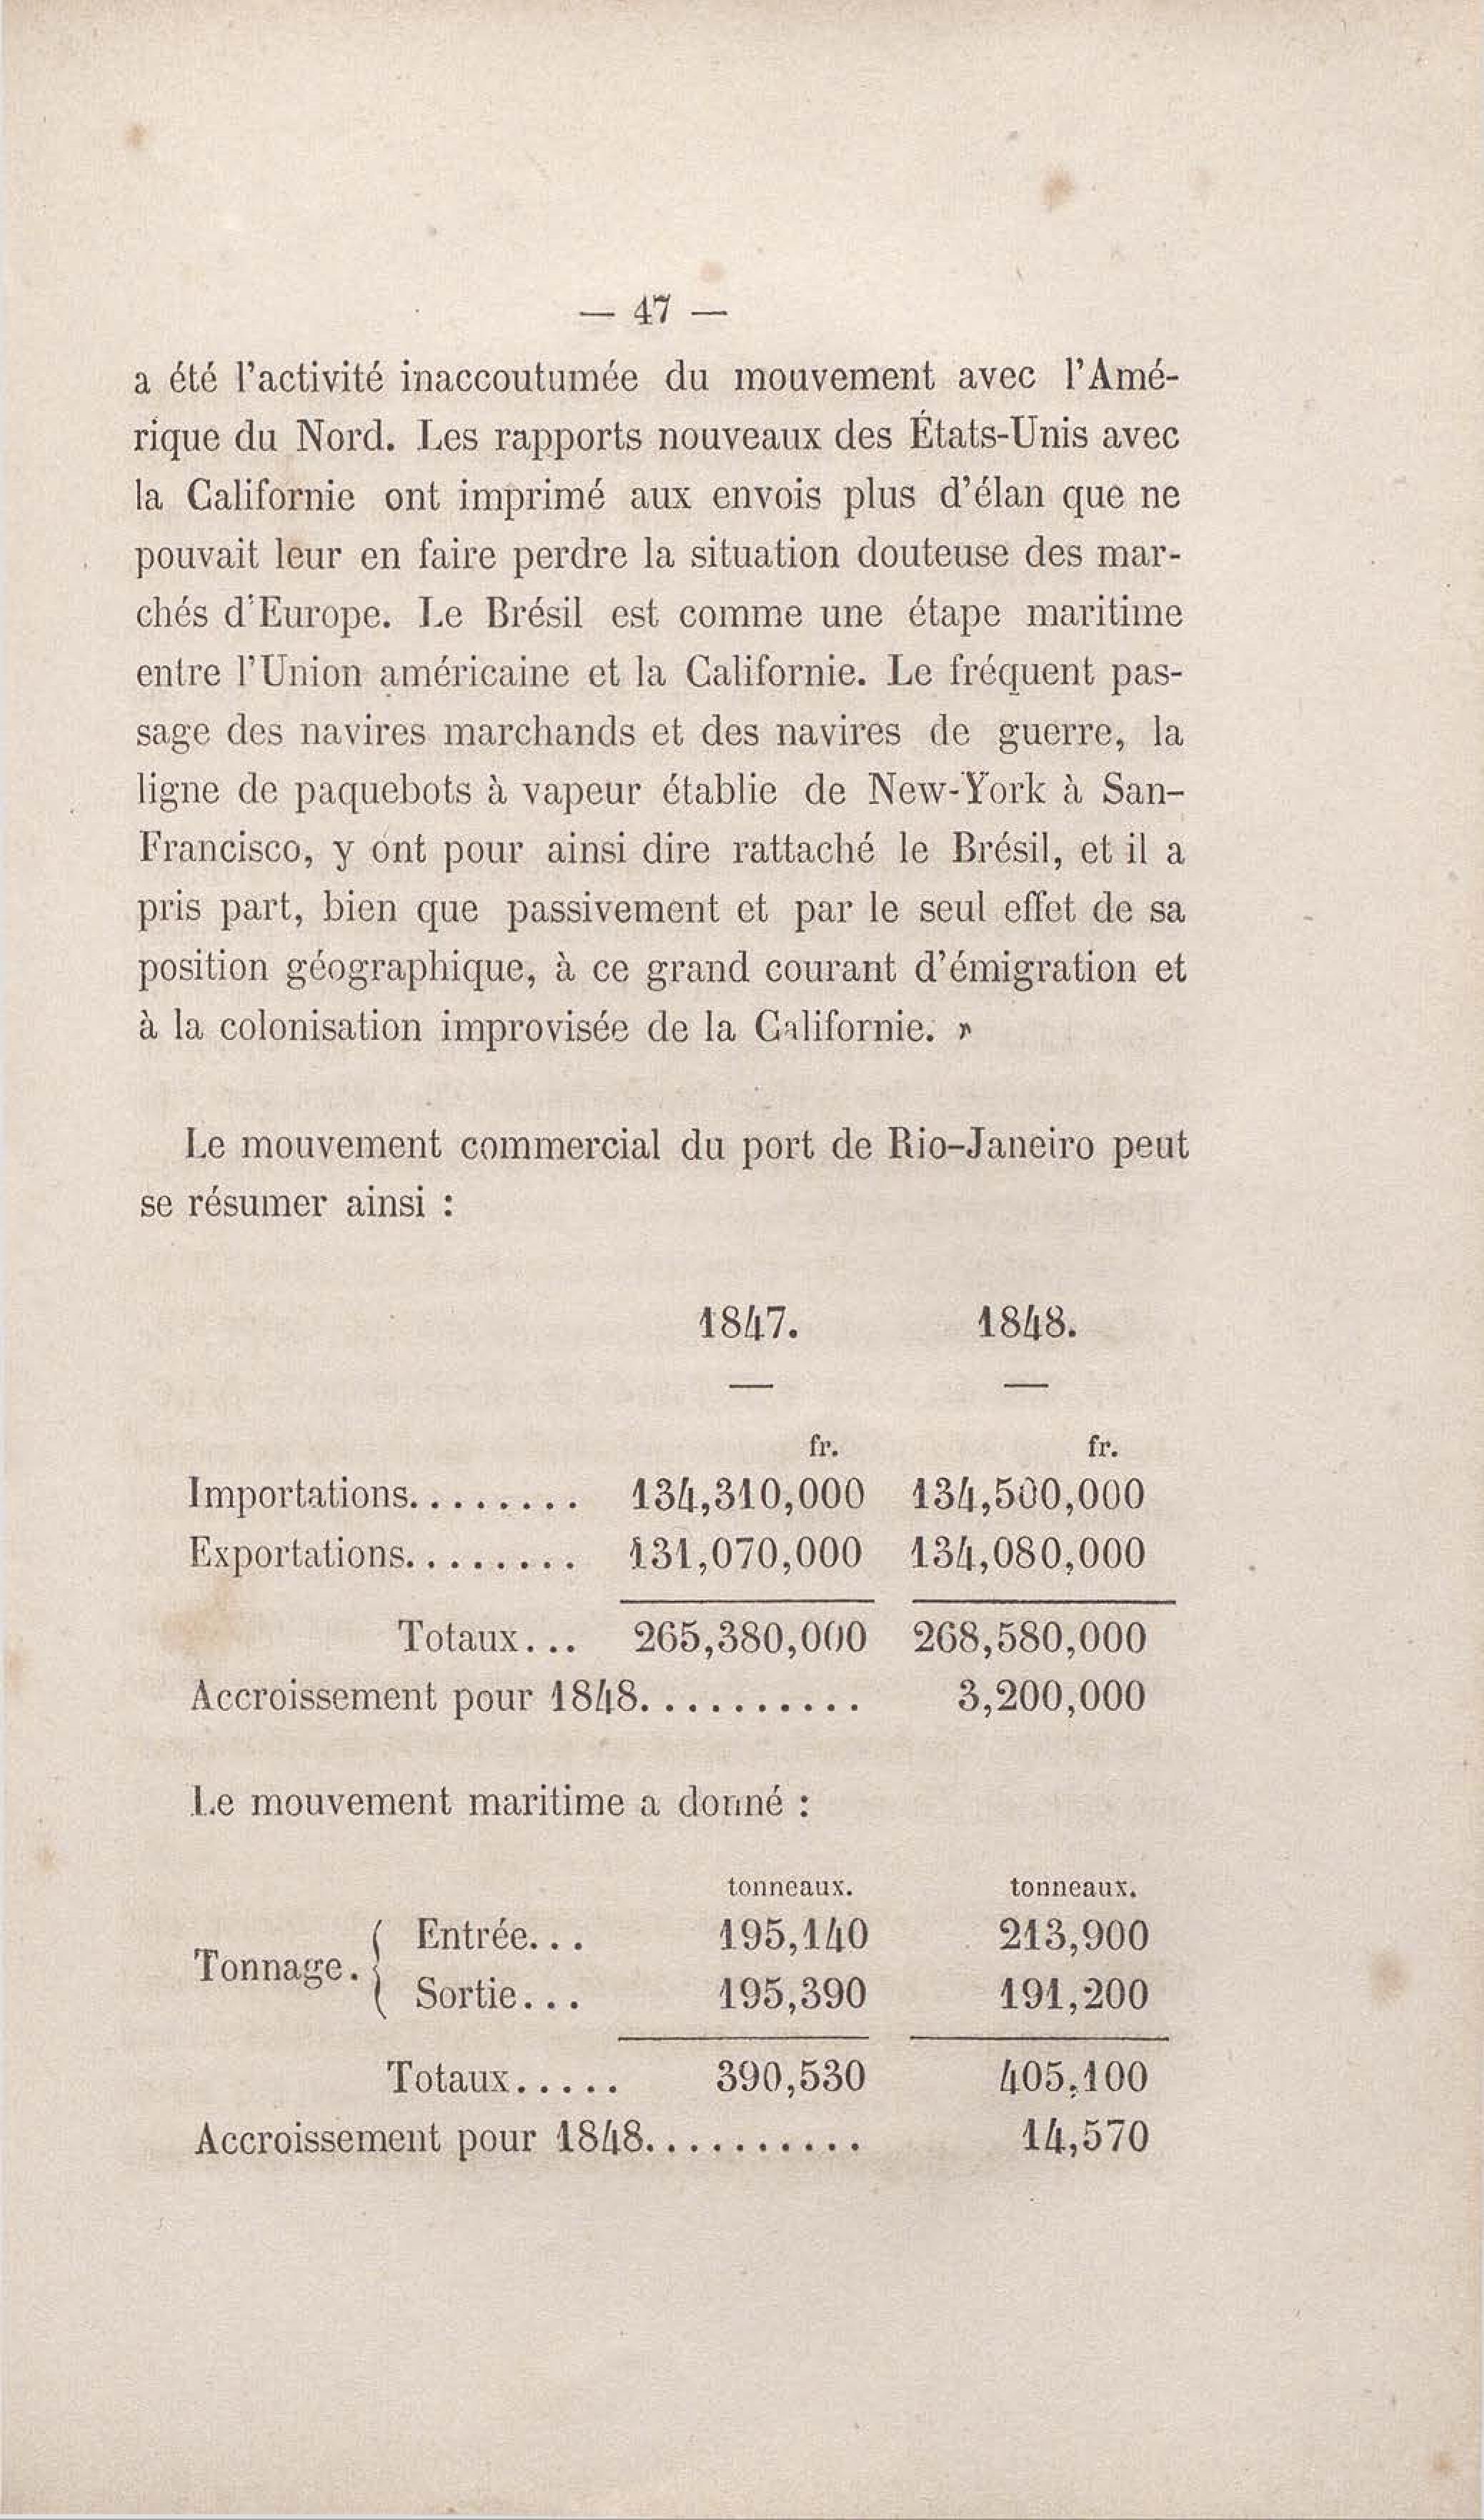 — 47 —
a été l'activité inaccoutumée du mouvement avec l'Amé-
rique du Nord. Les rapports nouveaux des États-Unis avec
la Californie ont imprimé aux envois plus d'élan que ne
pouvait leur en faire perdre la situation douteuse des mar-
chés d'Europe. Le Brésil est comme une étape maritime
entre l'Union américaine et la Californie. Le fréquent pas-
sage des navires marchands et des navires de guerre, la
ligne de paquebots à vapeur établie de New-York à San-
Francisco, y ont pour ainsi dire rattaché le Brésil, et il a
pris part, bien que passivement et par le seul effet de sa
position géographique, à ce grand courant d'émigration et
à la colonisation improvisée de la Californie. »
Le mouvement commercial du port de Rio-Janeiro peut
se résumer ainsi :
1847. 1848.
— —
fr. fr.
Importations........ 134,310,000 134,500,000
Exportations........ 131,070,000 134,080,000
Totaux... 265,380,000 268,580,000
Accroissement pour 1848.......... 3,200,000
Le mouvement maritime a donné :
tonneaux. tonneaux.
Tonnage. { Entrée... 195,140 213,900
Sortie... 195,390 191,200
Totaux..... 390,530 405,100
Accroissement pour 1848.......... 14,570